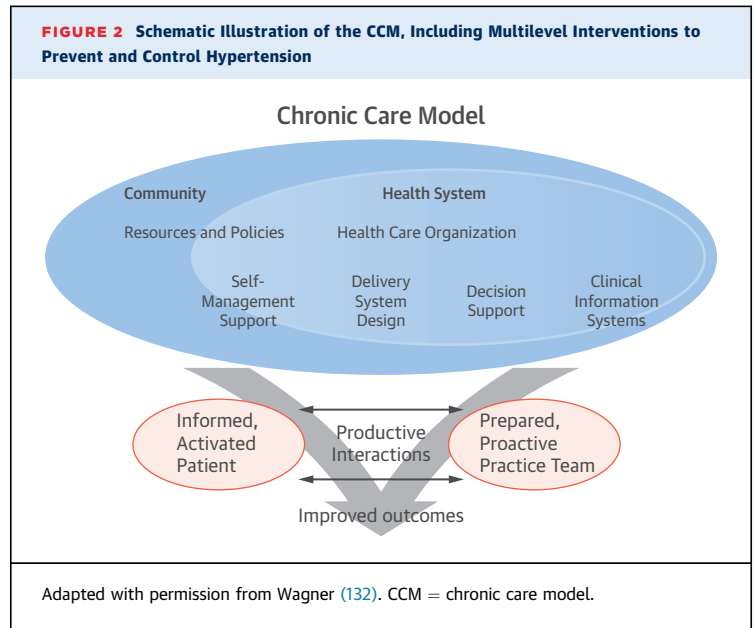 FIGURE 2 Schematic Illustration of the CCM, Including Multilevel Interventions to
Prevent and Control Hypertension
Chronic Care Model
Community
Health System
Resources and Policies
Health Care Organization
Self-
Management
Support
Delivery
System
Design
Decision
Support
Clinical
Information
Systems
Informed,
Activated
Patient
Productive
Interactions
Prepared,
Proactive
Practice Team
Improved outcomes
Adapted with permission from Wagner (132). CCM = chronic care model.